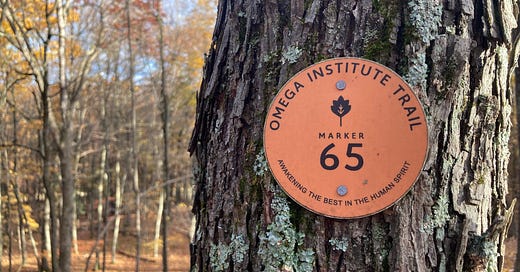 OMEGA INSTITUTE TRAIL
MARKER
65
AWAKENING THE BEST IN THE HUMAN SPIRIT